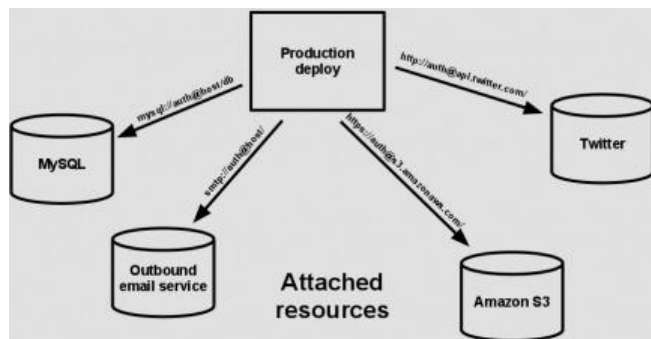 Production
deploy
mysql://auth@host/db
http://auth@api.twitter.com/
MySQL
smtp://auth@host/
https://auth@s3.amazonaws.com/
Twitter
Outbound
email service
Attached
resources
Amazon S3